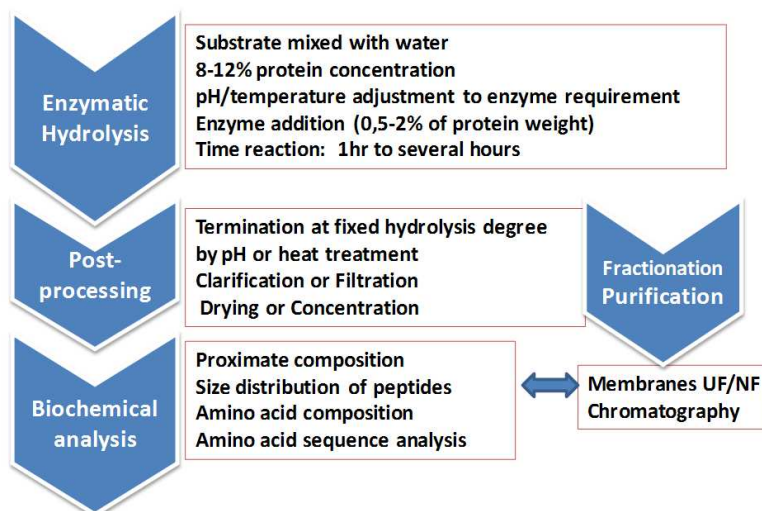 Enzymatic
Hydrolysis
Substrate mixed with water
8-12% protein concentration
pH/temperature adjustment to enzyme requirement
Enzyme addition (0,5-2% of protein weight)
Time reaction: 1hr to several hours
Post-
processing
Termination at fixed hydrolysis degree
by pH or heat treatment
Clarification or Filtration
Drying or Concentration
Fractionation
Purification
Biochemical
analysis
Proximate composition
Size distribution of peptides
Amino acid composition
Amino acid sequence analysis
Membranes UF/NF
Chromatography